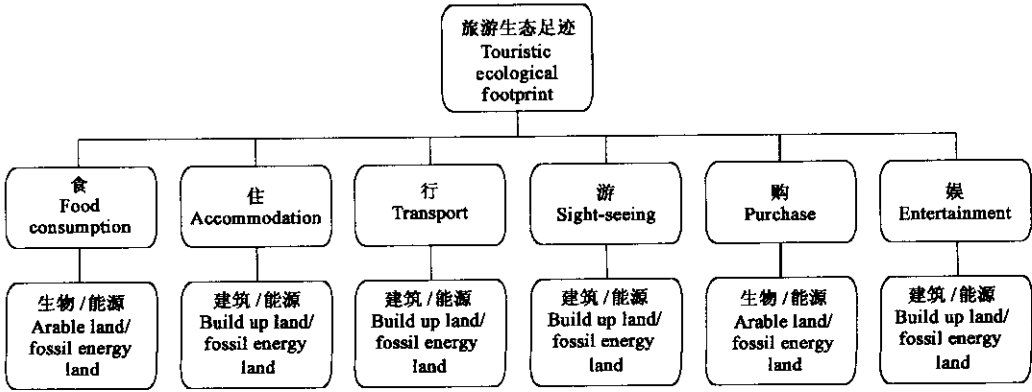 旅游生态足迹
Touristic
ecological
footprint
食
Food
consumption
住
Accommodation
行
Transport
游
Sight-seeing
购
Purchase
娱
Entertainment
生物/能源
Arable land/
fossil energy
land
建筑/能源
Build up land/
fossil energy
land
建筑/能源
Build up land/
fossil energy
land
建筑/能源
Build up land/
fossil energy
land
生物/能源
Arable land/
fossil energy
land
建筑/能源
Build up land/
fossil energy
land